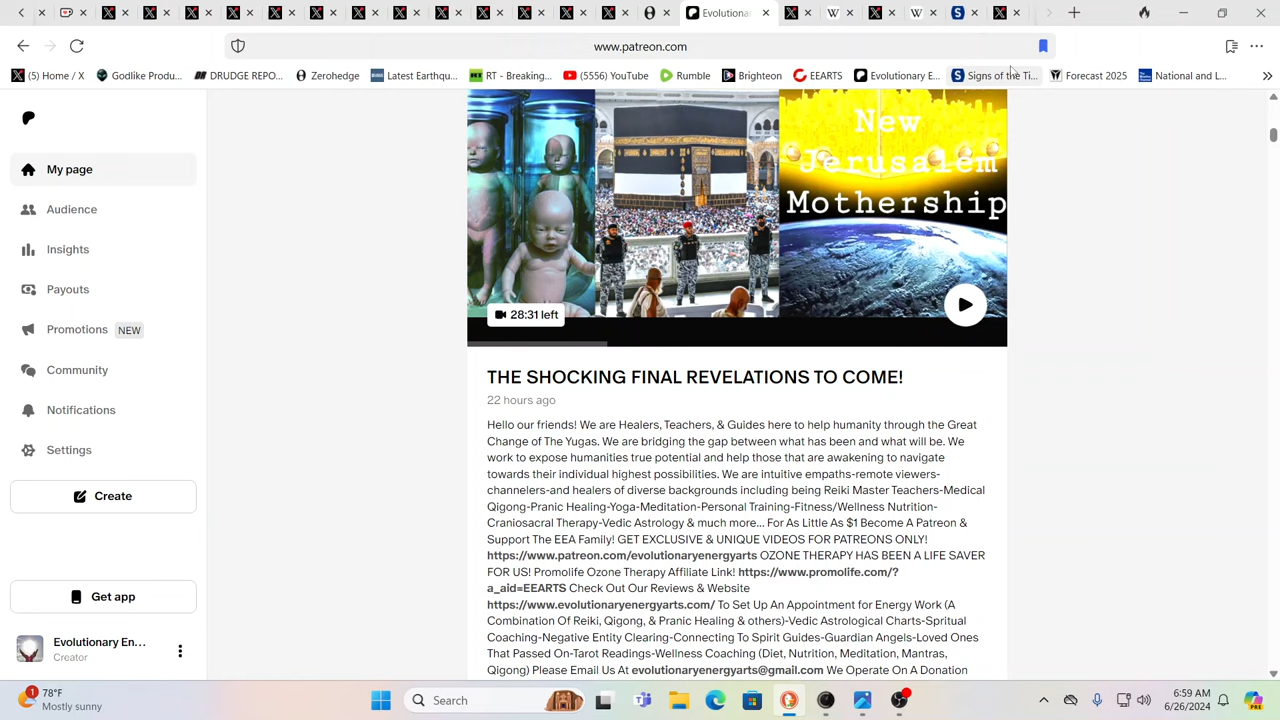 Evolutionar
www.patreon.com
(5) Home / X
Godlike Produ...
DRUDGE REPO...
Zerohedge
Latest Earthqu...
RT - Breaking...
(5556) YouTube
Rumble
Brighteon
EEARTS
Evolutionary E...
Signs of the Ti...
Forecast 2025
National and L...
My page
Audience
Insights
Payouts
Promotions NEW
Community
Notifications
Settings
Create
Get app
Evolutionary En...
Creator
New
Jerusalem
Mothership
28:31 left
THE SHOCKING FINAL REVELATIONS TO COME!
22 hours ago
Hello our friends! We are Healers, Teachers, & Guides here to help humanity through the Great
Change of The Yugas. We are bridging the gap between what has been and what will be. We
work to expose humanities true potential and help those that are awakening to navigate
towards their individual highest possibilities. We are intuitive empaths-remote viewers-
channelers-and healers of diverse backgrounds including being Reiki Master Teachers-Medical
Qigong-Pranic Healing-Yoga-Meditation-Personal Training-Fitness/Wellness Nutrition-
Craniosacral Therapy-Vedic Astrology & much more... For As Little As $1 Become A Patreon &
Support The EEA Family! GET EXCLUSIVE & UNIQUE VIDEOS FOR PATREONS ONLY!
https://www.patreon.com/evolutionaryenergyarts OZONE THERAPY HAS BEEN A LIFE SAVER
FOR US! Promolife Ozone Therapy Affiliate Link! https://www.promolife.com/?
a_aid=EEARTS Check Out Our Reviews & Website
https://www.evolutionaryenergyarts.com/ To Set Up An Appointment for Energy Work (A
Combination Of Reiki, Qigong, & Pranic Healing & others)-Vedic Astrological Charts-Spritual
Coaching-Negative Entity Clearing-Connecting To Spirit Guides-Guardian Angels-Loved Ones
That Passed On-Tarot Readings-Wellness Coaching (Diet, Nutrition, Meditation, Mantras,
Qigong) Please Email Us At evolutionaryenergyarts@gmail.com We Operate On A Donation
1
78°F
Mostly sunny
Search
6:59 AM
6/26/2024